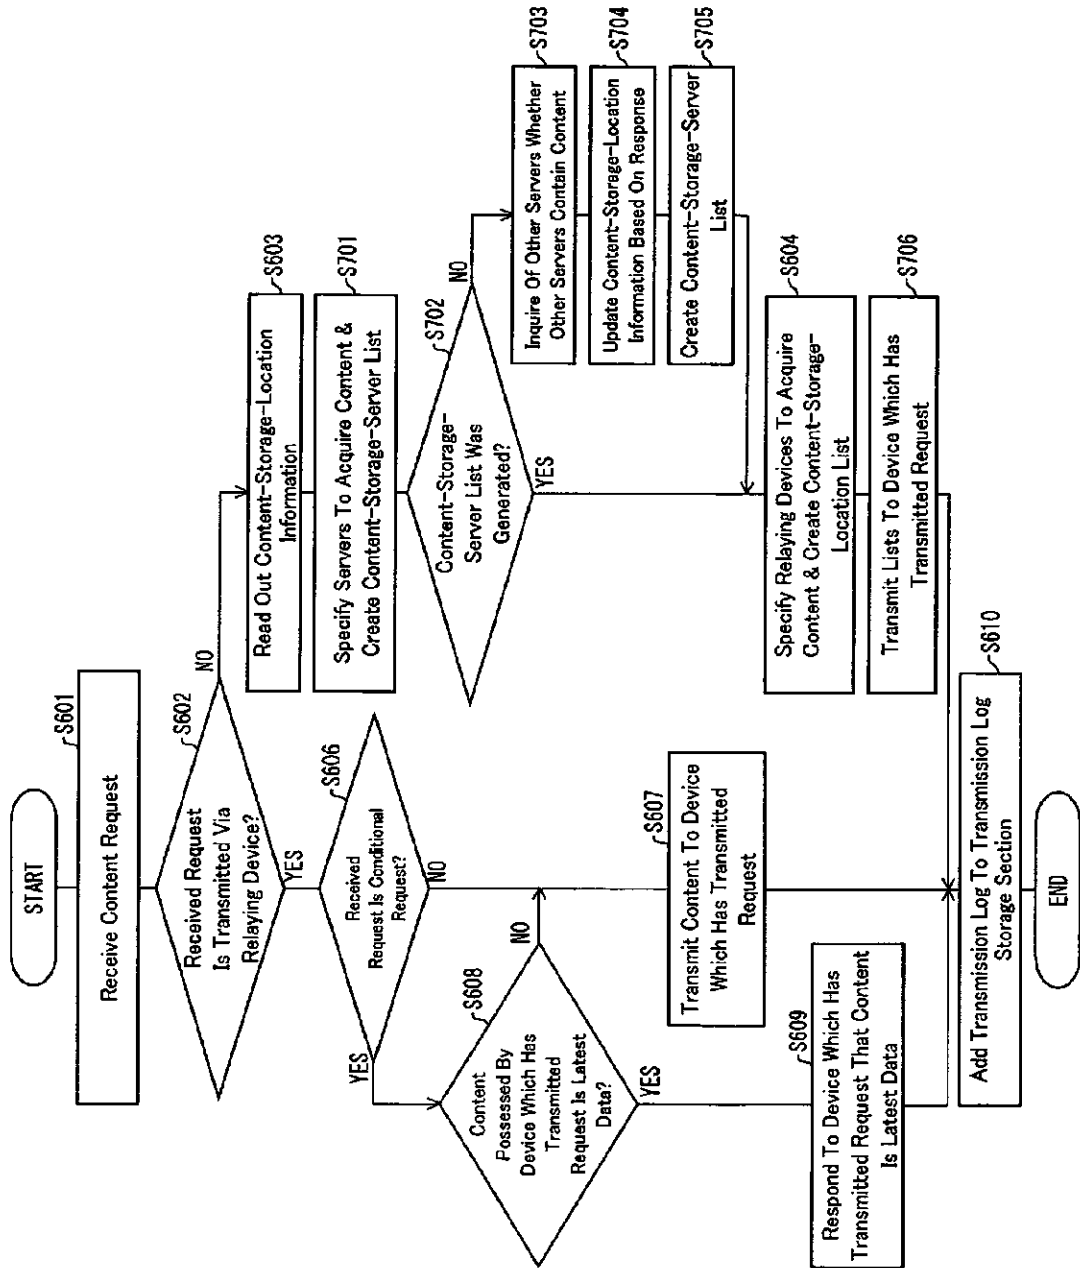 START
S601
Receive Content Request
S602
Received Request
Is Transmitted Via
Relaying Device?
NO
YES
S603
Read Out Content-Storage-Location
Information
S701
Specify Servers To Acquire Content &
Create Content-Storage-Server List
S702
Content-Storage-
Server List Was
Generated?
NO
YES
S703
Inquire Of Other Servers Whether
Other Servers Contain Content
S704
Update Content-Storage-Location
Information Based On Response
S705
Create Content-Storage-Server
List
S604
Specify Relaying Devices To Acquire
Content & Create Content-Storage-
Location List
S706
Transmit Lists To Device Which Has
Transmitted Request
S606
Received
Request Is Conditional
Request?
YES
NO
S608
Content
Possessed By
Device Which Has
Transmitted
Request Is Latest
Data?
NO
YES
S607
Transmit Content To Device
Which Has Transmitted
Request
S609
Respond To Device Which Has
Transmitted Request That Content
Is Latest Data
S610
Add Transmission Log To Transmission Log
Storage Section
END